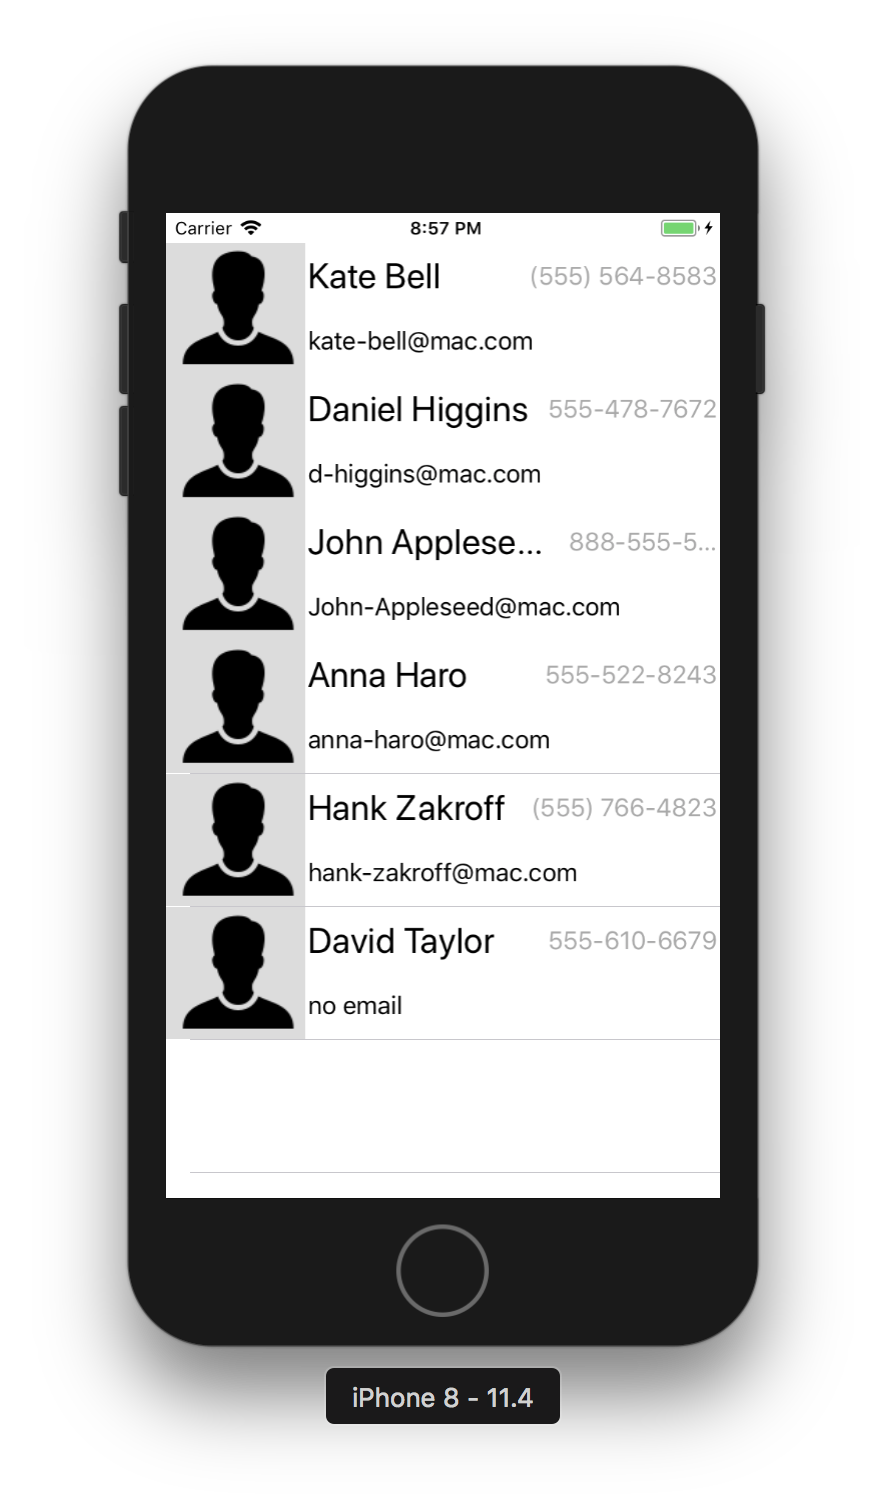 Carrier 8:57 PM
Kate Bell (555) 564-8583
kate-bell@mac.com
Daniel Higgins 555-478-7672
d-higgins@mac.com
John Applese... 888-555-5...
John-Appleseed@mac.com
Anna Haro 555-522-8243
anna-haro@mac.com
Hank Zakroff (555) 766-4823
hank-zakroff@mac.com
David Taylor 555-610-6679
no email
iPhone 8 - 11.4